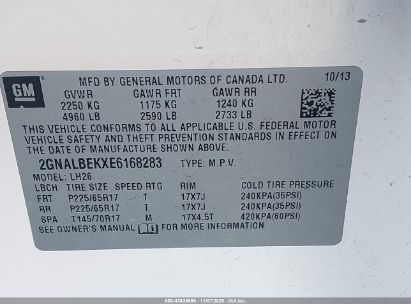 MFD BY GENERAL MOTORS OF CANADA LTD. 10/13
GM
GVWR GAWR FRT GAWR RR
2250 KG 1175 KG 1240 KG
4960 LB 2590 LB 2733 LB
THIS VEHICLE CONFORMS TO ALL APPLICABLE U.S. FEDERAL MOTOR
VEHICLE SAFETY, BUMPER, AND THEFT PREVENTION STANDARDS IN EFFECT
ON THE DATE OF MANUFACTURE SHOWN ABOVE.
2GNALBEKXE6168283 TYPE: M.P.V.
MODEL: LH26
LBCH TIRE SIZE SPEED RTG RIM COLD TIRE PRESSURE
FRT P225/65R17 T 17X7J 240KPA(35PSI)
RR P225/65R17 T 17X7J 240KPA(35PSI)
SPA T145/70R17 M 17X4.5T 420KPA(60PSI)
SEE OWNER'S MANUAL FOR MORE INFORMATION.